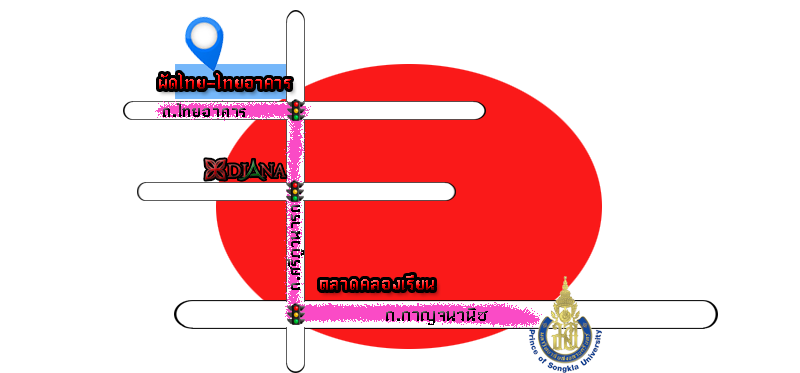 ผัดไทย-ไทยอาคาร
ถ.ไทยอาคาร
DIANA
ถ.ศรีภูวนารถ
ตลาดคลองเรียน
ถ.กาญจนวนิช
Prince of Songkla University